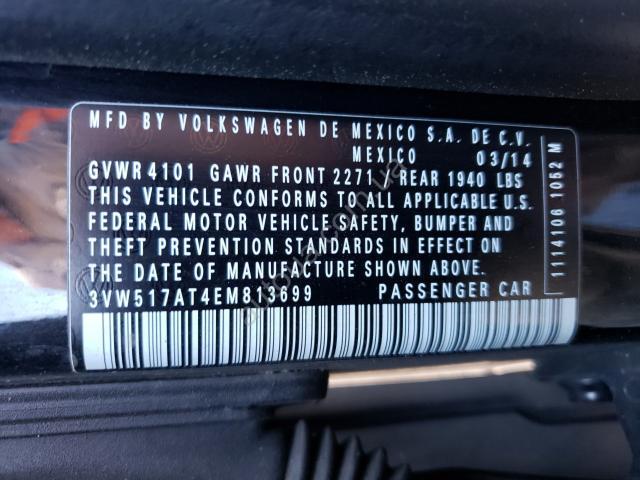 MFD BY VOLKSWAGEN DE MEXICO S.A. DE C.V.
MEXICO 03/14
GVWR 4101 GAWR FRONT 2271 REAR 1940 LBS
THIS VEHICLE CONFORMS TO ALL APPLICABLE U.S.
FEDERAL MOTOR VEHICLE SAFETY, BUMPER AND
THEFT PREVENTION STANDARDS IN EFFECT ON
THE DATE OF MANUFACTURE SHOWN ABOVE.
3VW517AT4EM813699 PASSENGER CAR
1114106 1052 M